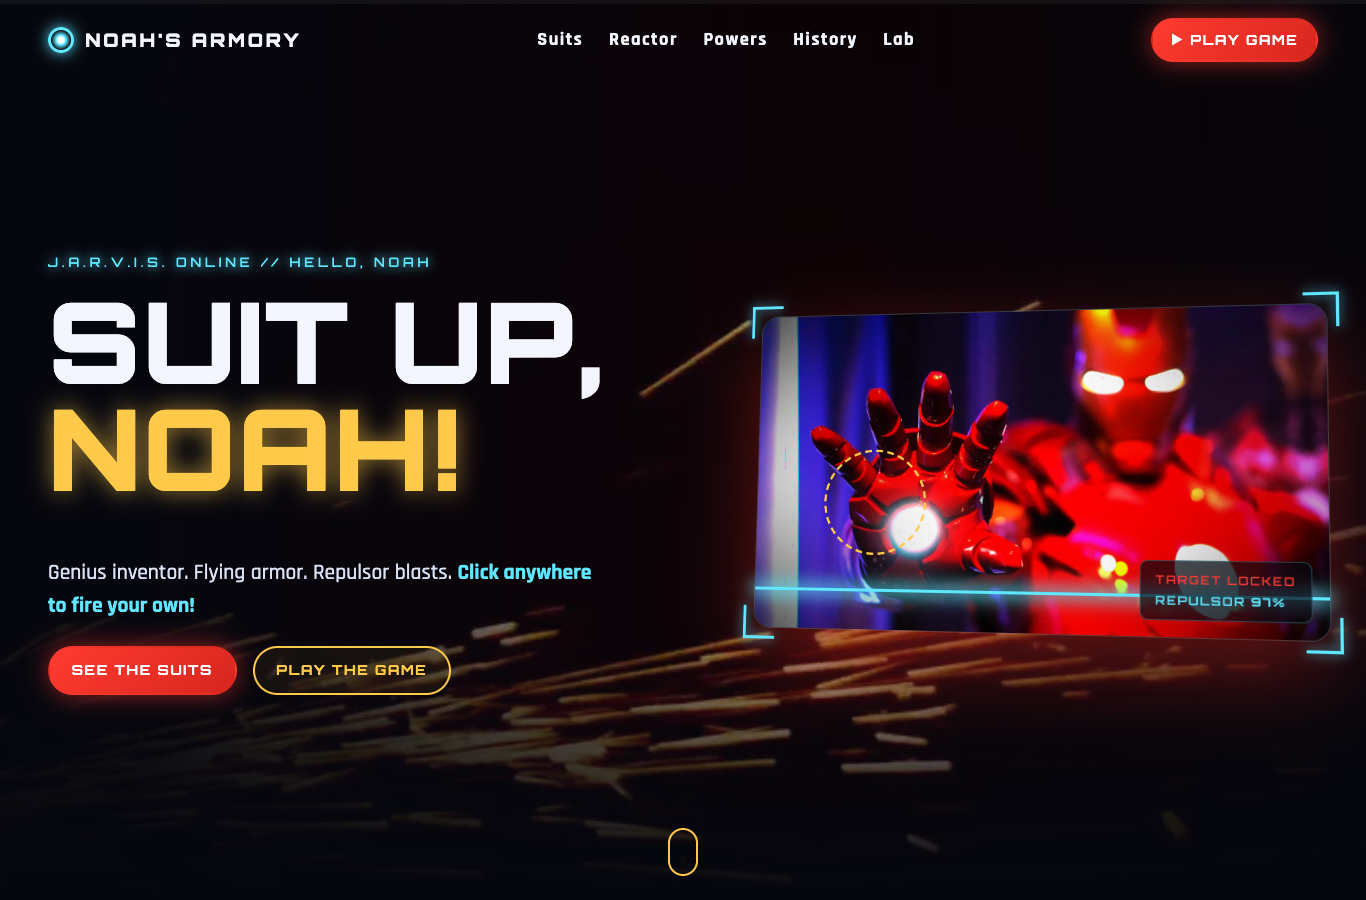 NOAH'S ARMORY
Suits Reactor Powers History Lab
PLAY GAME
J.A.R.V.I.S. ONLINE // HELLO, NOAH
SUIT UP,
NOAH!
Genius inventor. Flying armor. Repulsor blasts. Click anywhere
to fire your own!
SEE THE SUITS
PLAY THE GAME
TARGET LOCKED
REPULSOR 97%